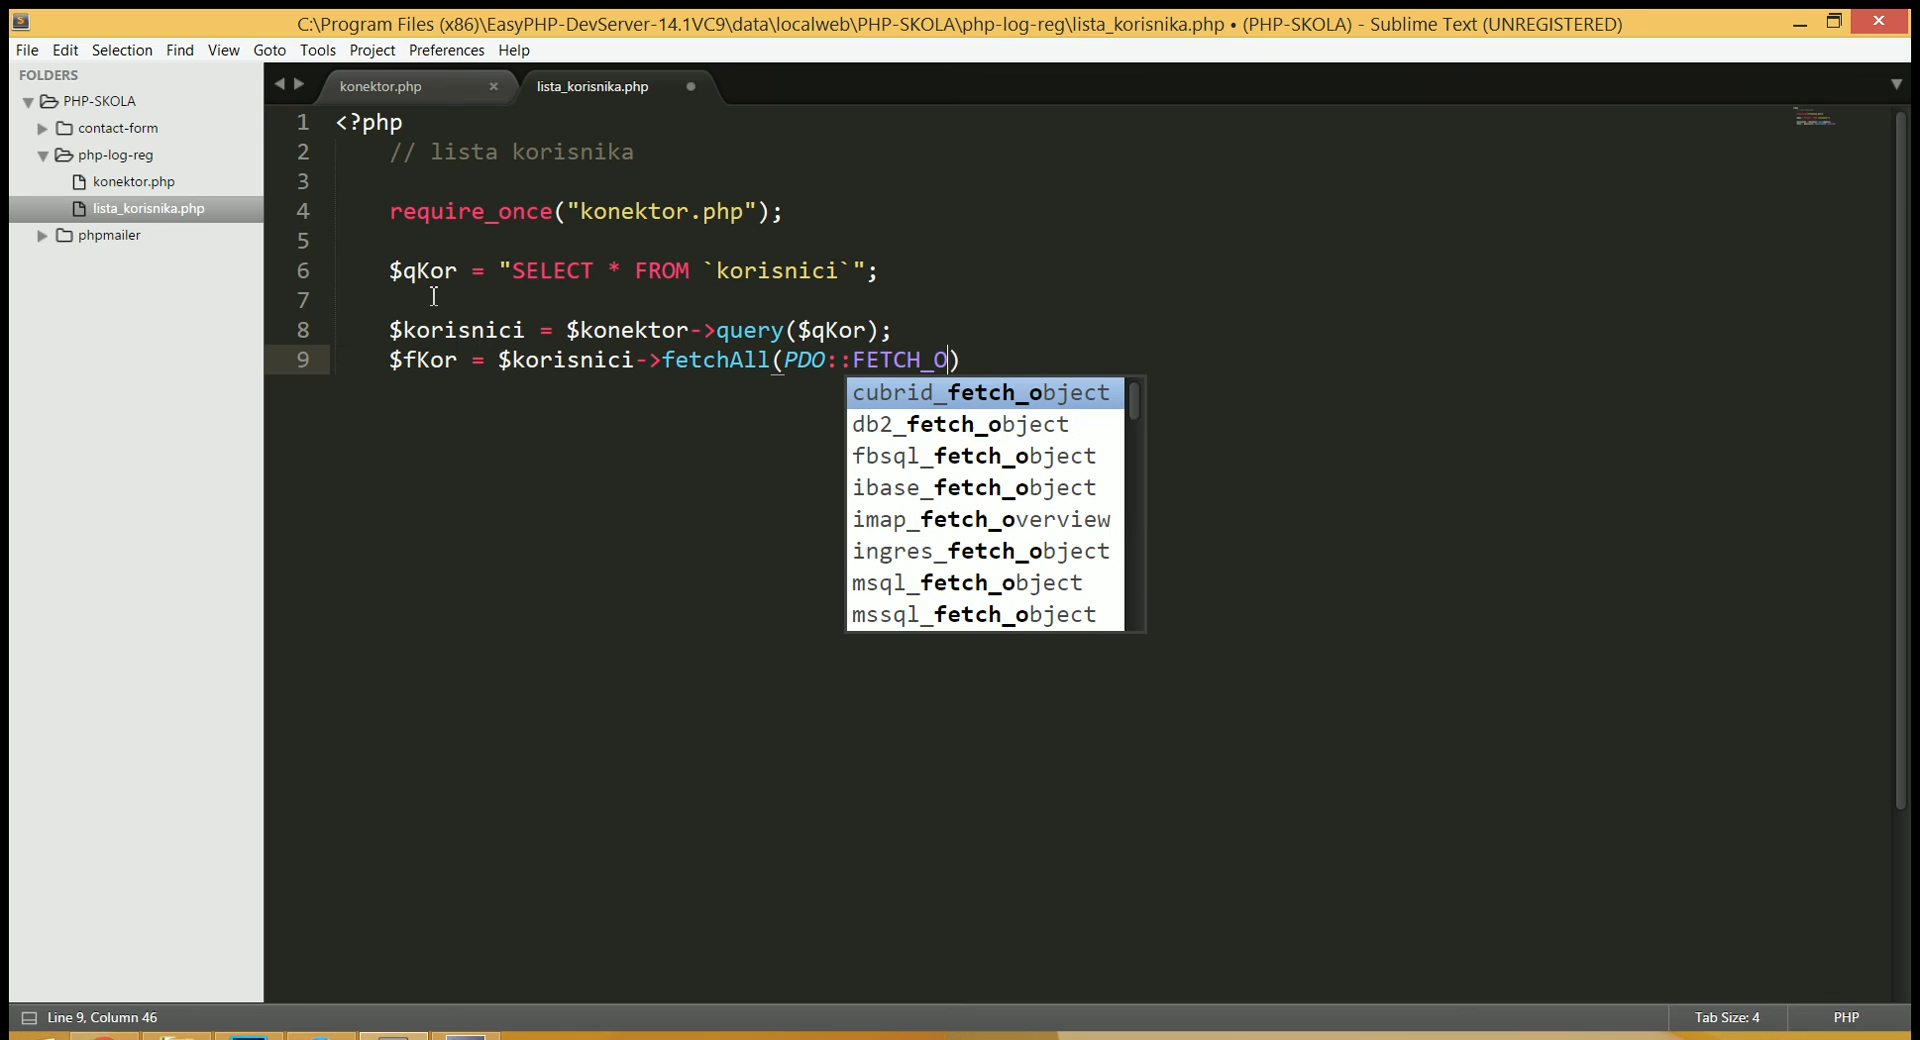 C:\Program Files (x86)\EasyPHP-DevServer-14.1VC9\data\localweb\PHP-SKOLA\php-log-reg\lista_korisnika.php • (PHP-SKOLA) - Sublime Text (UNREGISTERED)
File Edit Selection Find View Goto Tools Project Preferences Help
FOLDERS
PHP-SKOLA
contact-form
php-log-reg
konektor.php
lista_korisnika.php
phpmailer
konektor.php × lista_korisnika.php
1 <?php
2 // lista korisnika
3
4 require_once("konektor.php");
5
6 $qKor = "SELECT * FROM `korisnici`";
7
8 $korisnici = $konektor->query($qKor);
9 $fKor = $korisnici->fetchAll(PDO::FETCH_O)
cubrid_fetch_object
db2_fetch_object
fbsql_fetch_object
ibase_fetch_object
imap_fetch_overview
ingres_fetch_object
msql_fetch_object
mssql_fetch_object
Line 9, Column 46 Tab Size: 4 PHP